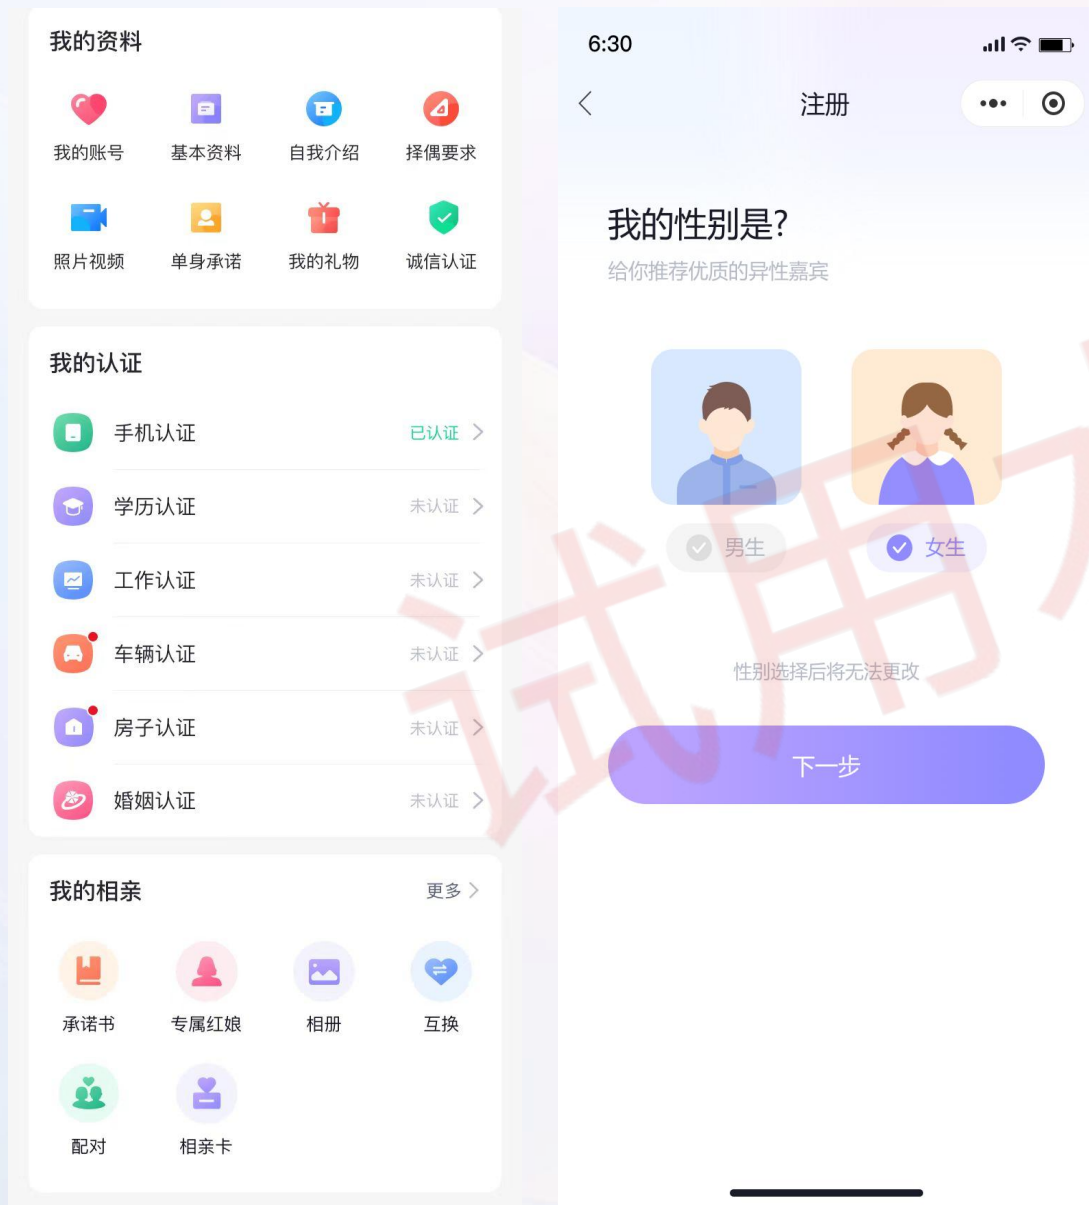 我的资料
我的账号 基本资料 自我介绍 择偶要求
照片视频 单身承诺 我的礼物 诚信认证
我的认证
手机认证 已认证
学历认证 未认证
工作认证 未认证
车辆认证 未认证
房子认证 未认证
婚姻认证 未认证
我的相亲 更多
承诺书 专属红娘 相册 互换
配对 相亲卡
6:30
注册
我的性别是?
给你推荐优质的异性嘉宾
男生 女生
性别选择后将无法更改
下一步
试用